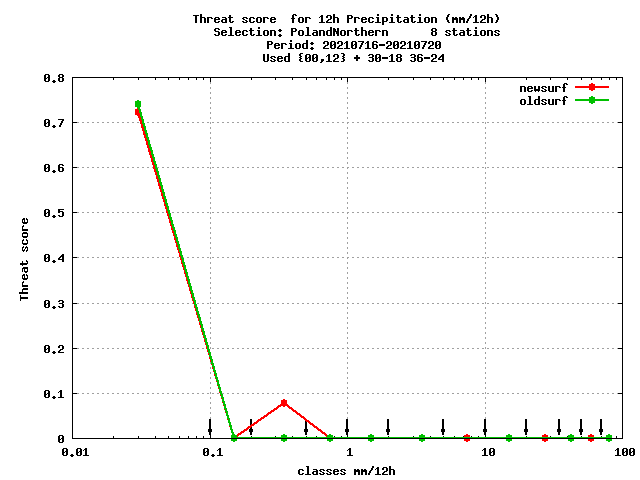 Threat score  for 12h Precipitation (mm/12h)
Selection: PolandNorthern      8 stations
Period: 20210716-20210720
Used {00,12} + 30-18 36-24
newsurf
oldsurf
0.8
0.7
0.6
0.5
0.4
0.3
0.2
0.1
0
Threat score
0.01 0.1 1 10 100
classes mm/12h